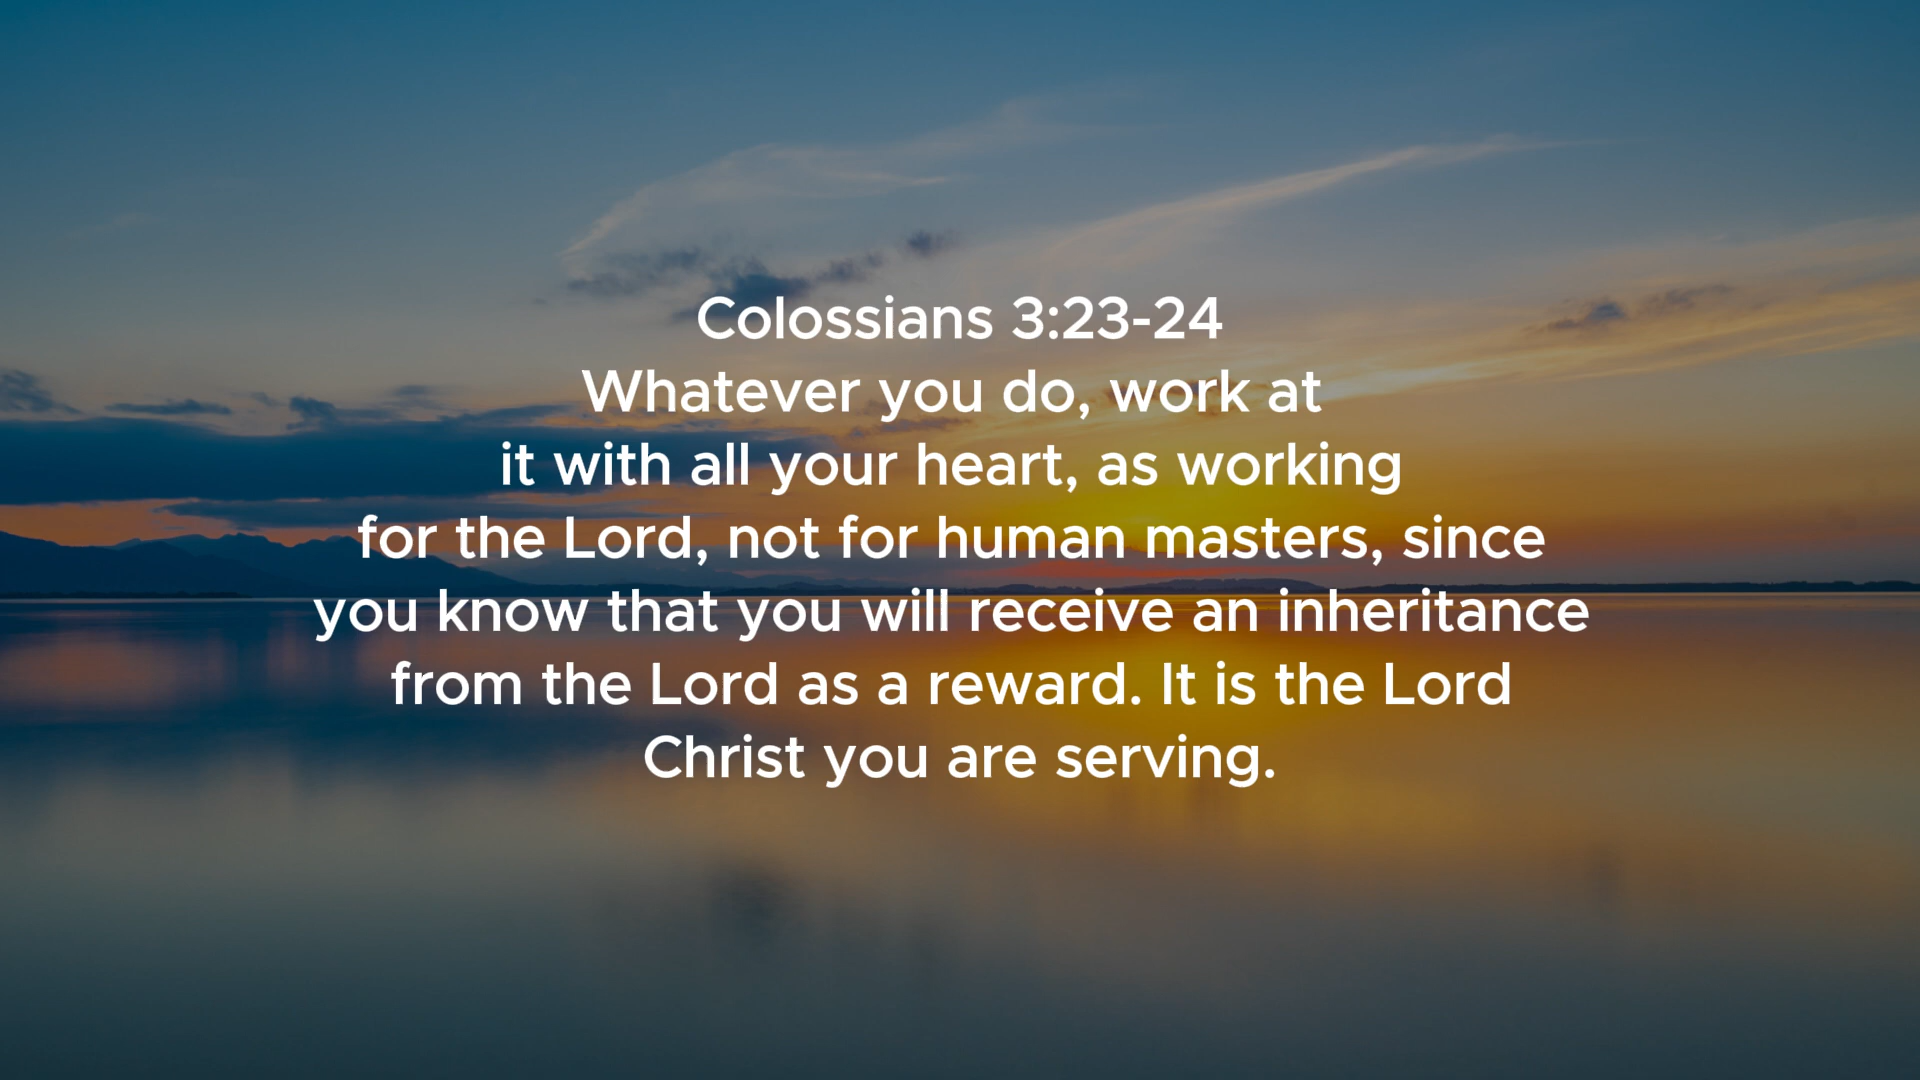 Colossians 3:23-24
Whatever you do, work at
it with all your heart, as working
for the Lord, not for human masters, since
you know that you will receive an inheritance
from the Lord as a reward. It is the Lord
Christ you are serving.